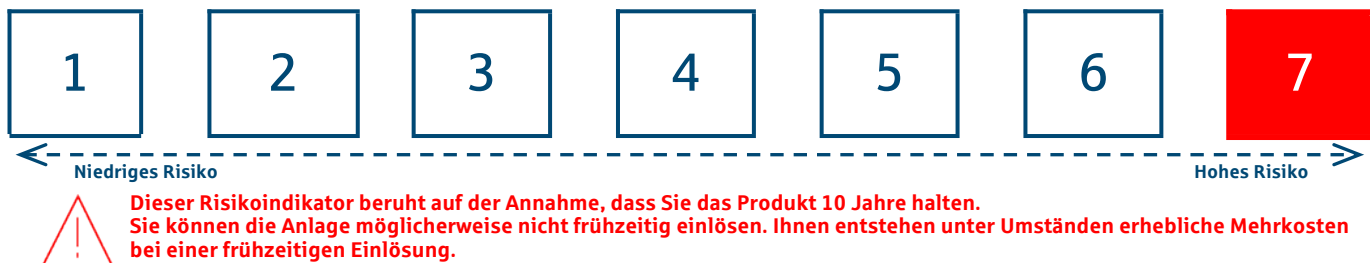 1 2 3 4 5 6 7
Niedriges Risiko Hohes Risiko
Dieser Risikoindikator beruht auf der Annahme, dass Sie das Produkt 10 Jahre halten.
Sie können die Anlage möglicherweise nicht frühzeitig einlösen. Ihnen entstehen unter Umständen erhebliche Mehrkosten
bei einer frühzeitigen Einlösung.